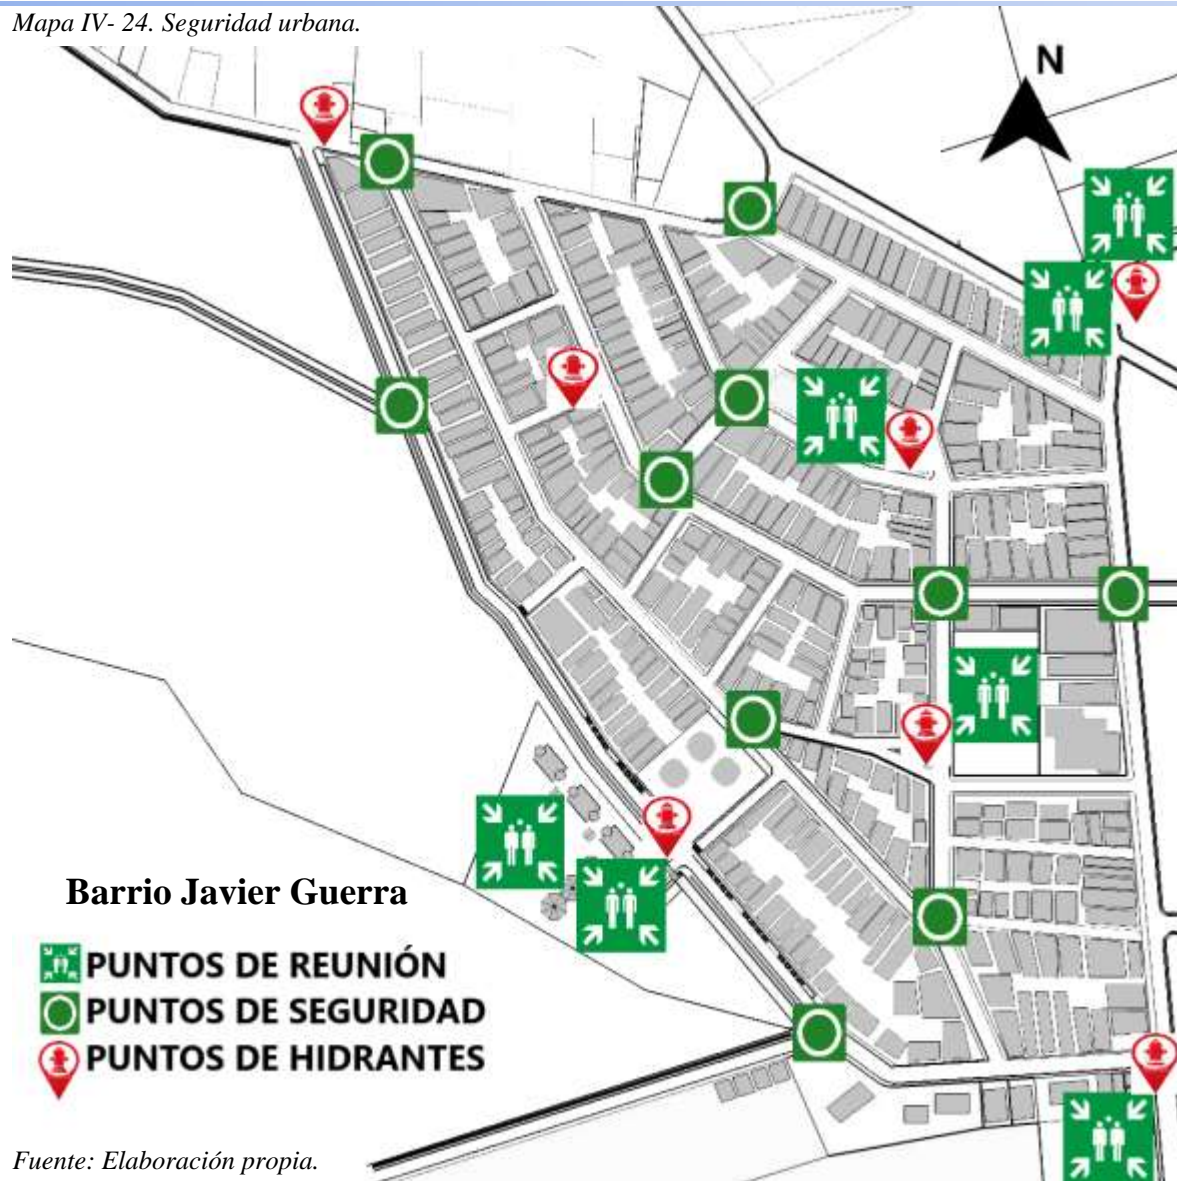 Mapa IV- 24. Seguridad urbana.
N
Barrio Javier Guerra
PUNTOS DE REUNIÓN
PUNTOS DE SEGURIDAD
PUNTOS DE HIDRANTES
Fuente: Elaboración propia.